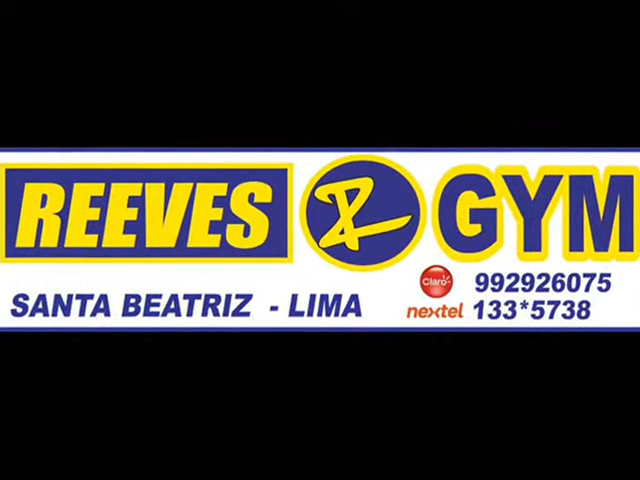 REEVES R GYM
SANTA BEATRIZ - LIMA
Claro 992926075
nextel 133*5738